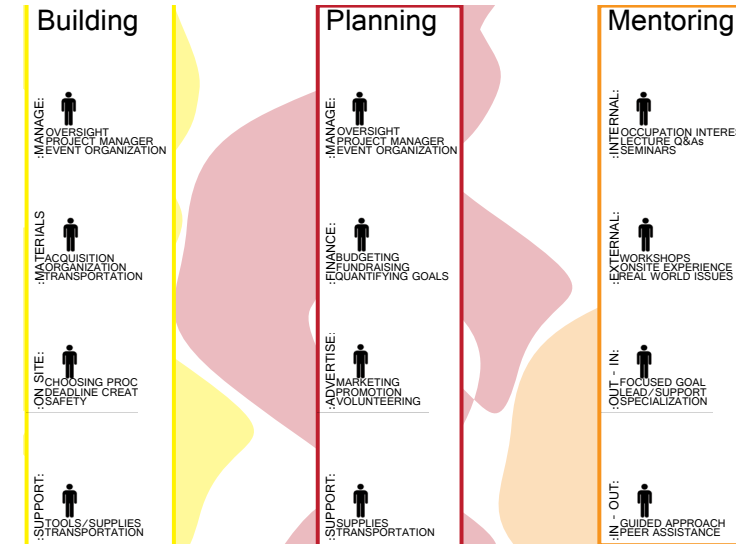 Building
::MANAGE::
OVERSIGHT
PROJECT MANAGER
EVENT ORGANIZATION
::MATERIALS
ACQUISITION
ORGANIZATION
TRANSPORTATION
::ON SITE::
CHOOSING PROC
DEADLINE CREAT
SAFETY
::SUPPORT::
TOOLS/SUPPLIES
TRANSPORTATION
Planning
::MANAGE::
OVERSIGHT
PROJECT MANAGER
EVENT ORGANIZATION
::FINANCE::
BUDGETING
FUNDRAISING
QUANTIFYING GOALS
::ADVERTISE::
MARKETING
PROMOTION
VOLUNTEERING
::SUPPORT::
SUPPLIES
TRANSPORTATION
Mentoring
::INTERNAL::
OCCUPATION INTERES
LECTURE Q&As
SEMINARS
::EXTERNAL::
WORKSHOPS
ONSITE EXPERIENCE
REAL WORLD ISSUES
::OUT - IN::
FOCUSED GOAL
LEAD/SUPPORT
SPECIALIZATION
::IN - OUT::
GUIDED APPROACH
PEER ASSISTANCE